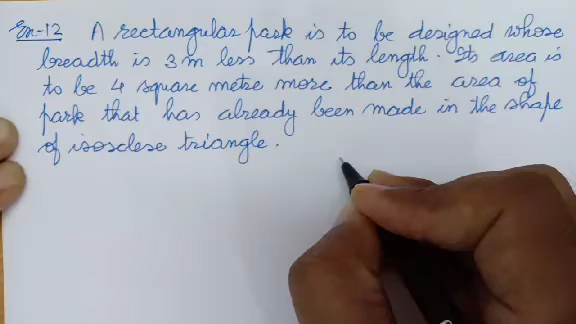 Em.-12 A rectangular park is to be designed whose
breadth is 3 m less than its length. Its area is
to be 4 square metre more than the area of
park that has already been made in the shape
of isosclese triangle.